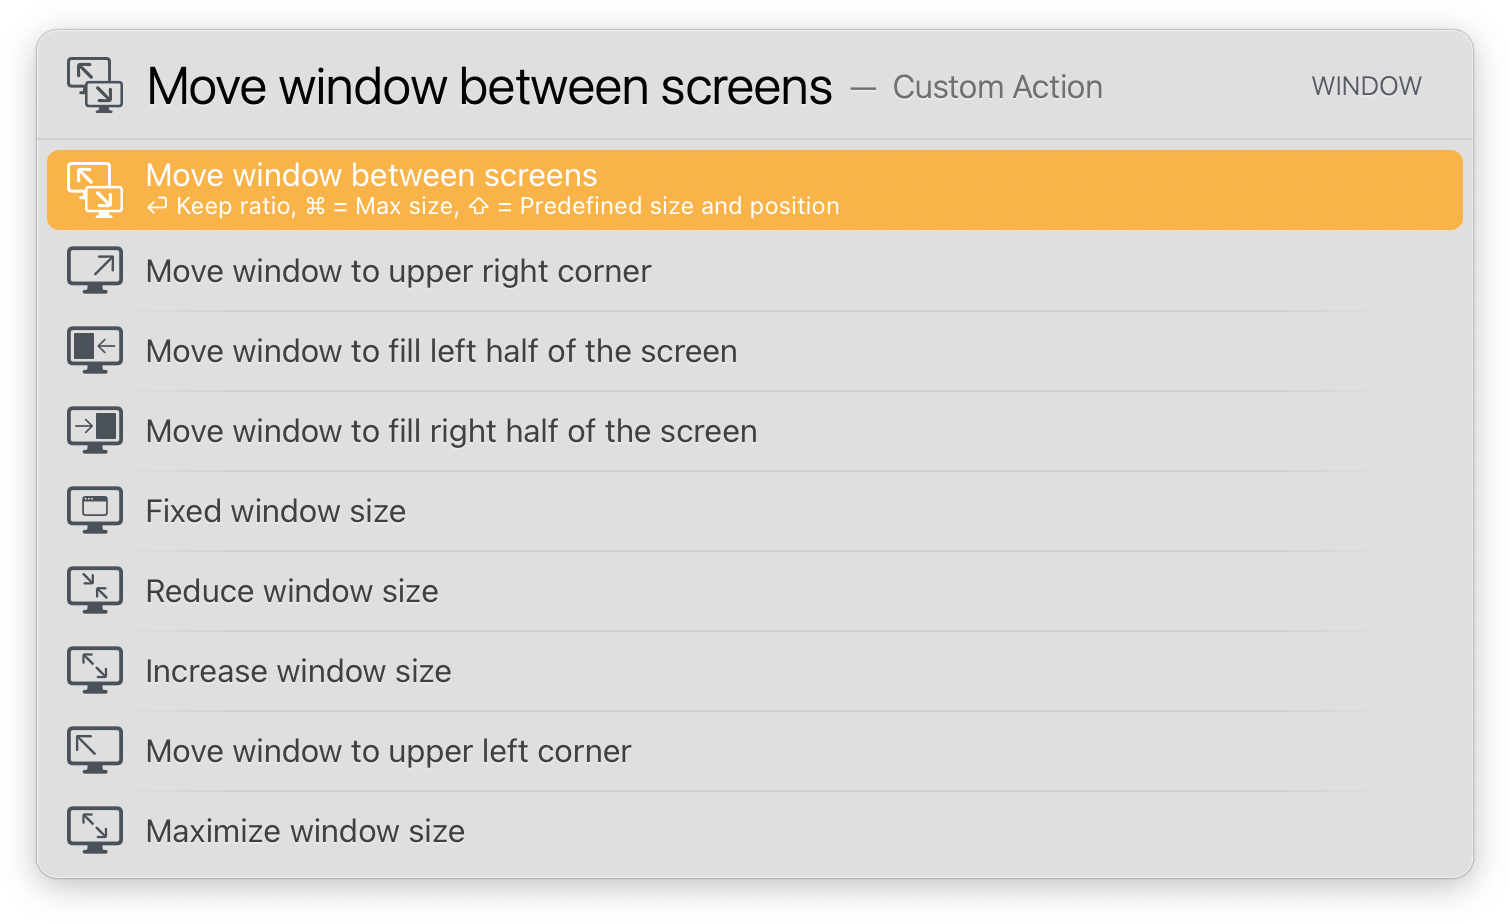 Move window between screens — Custom Action WINDOW
Move window between screens
↩ Keep ratio, ⌘ = Max size, ⇧ = Predefined size and position
Move window to upper right corner
Move window to fill left half of the screen
Move window to fill right half of the screen
Fixed window size
Reduce window size
Increase window size
Move window to upper left corner
Maximize window size